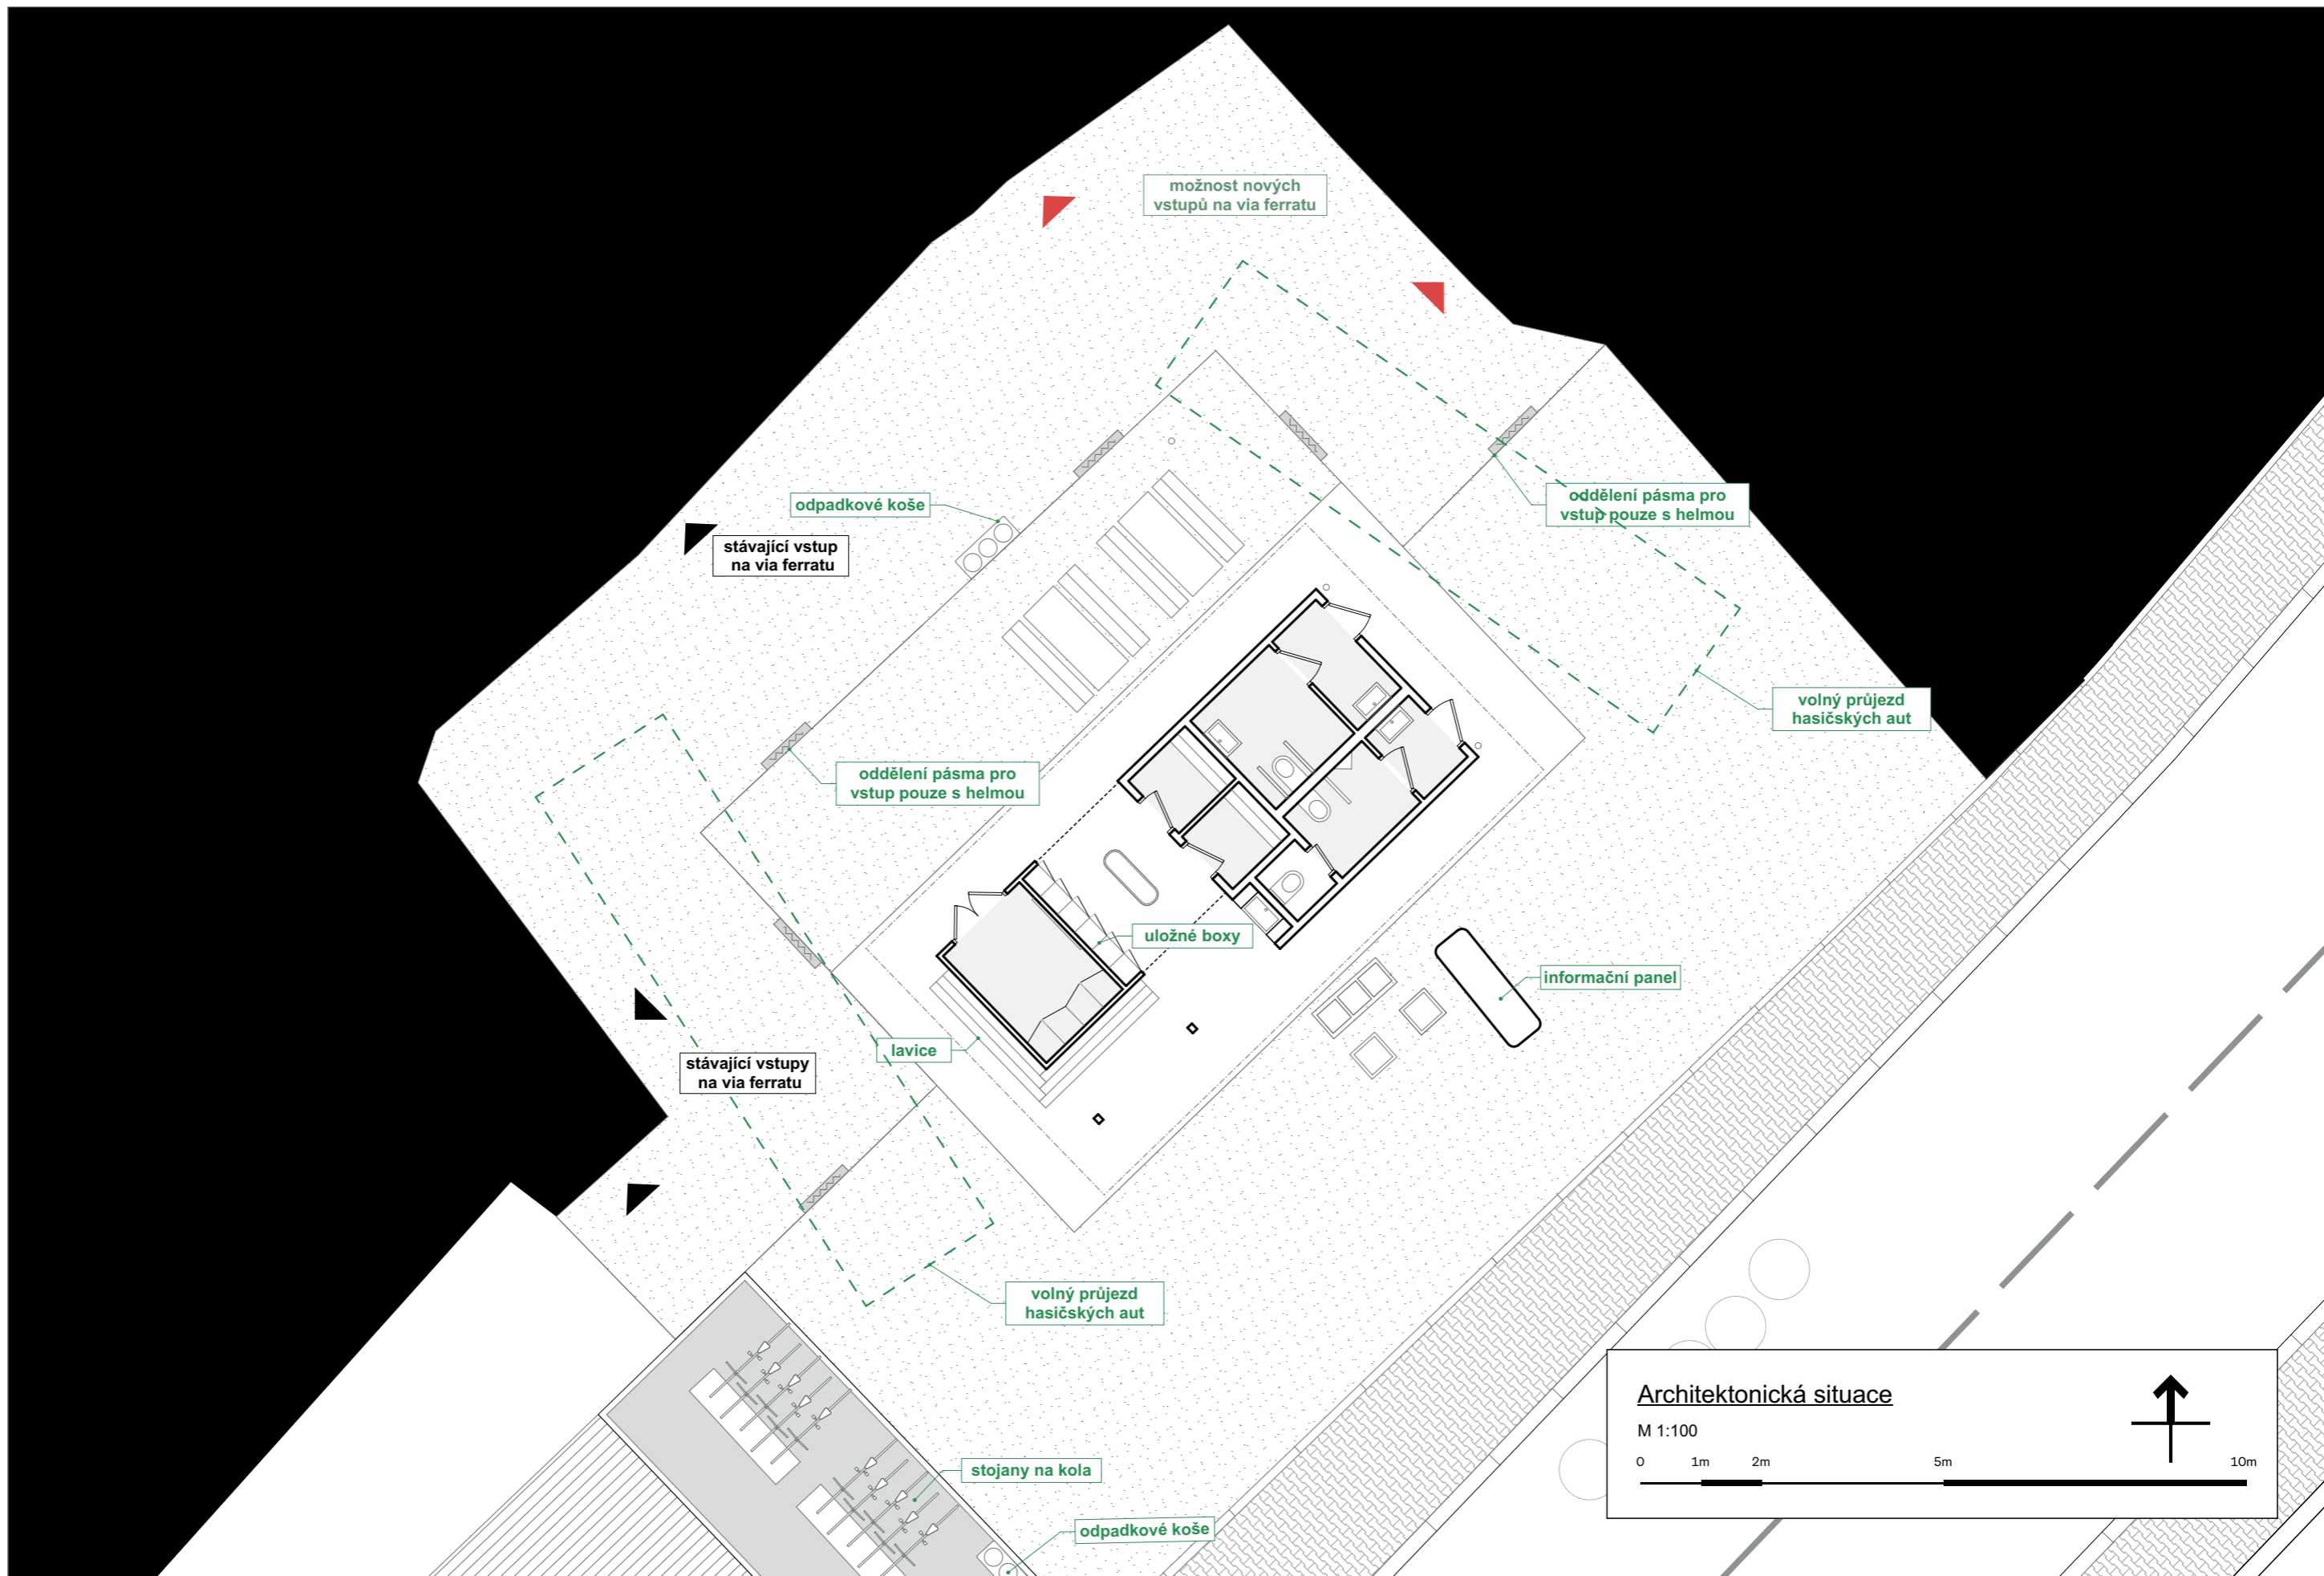 možnost nových
vstupů na via ferratu
odpadkové koše
oddělení pásma pro
vstup pouze s helmou
stávající vstup
na via ferratu
volný průjezd
hasičských aut
oddělení pásma pro
vstup pouze s helmou
uložné boxy
informační panel
lavice
stávající vstupy
na via ferratu
volný průjezd
hasičských aut
Architektonická situace
M 1:100
0 1m 2m 5m 10m
stojany na kola
odpadkové koše